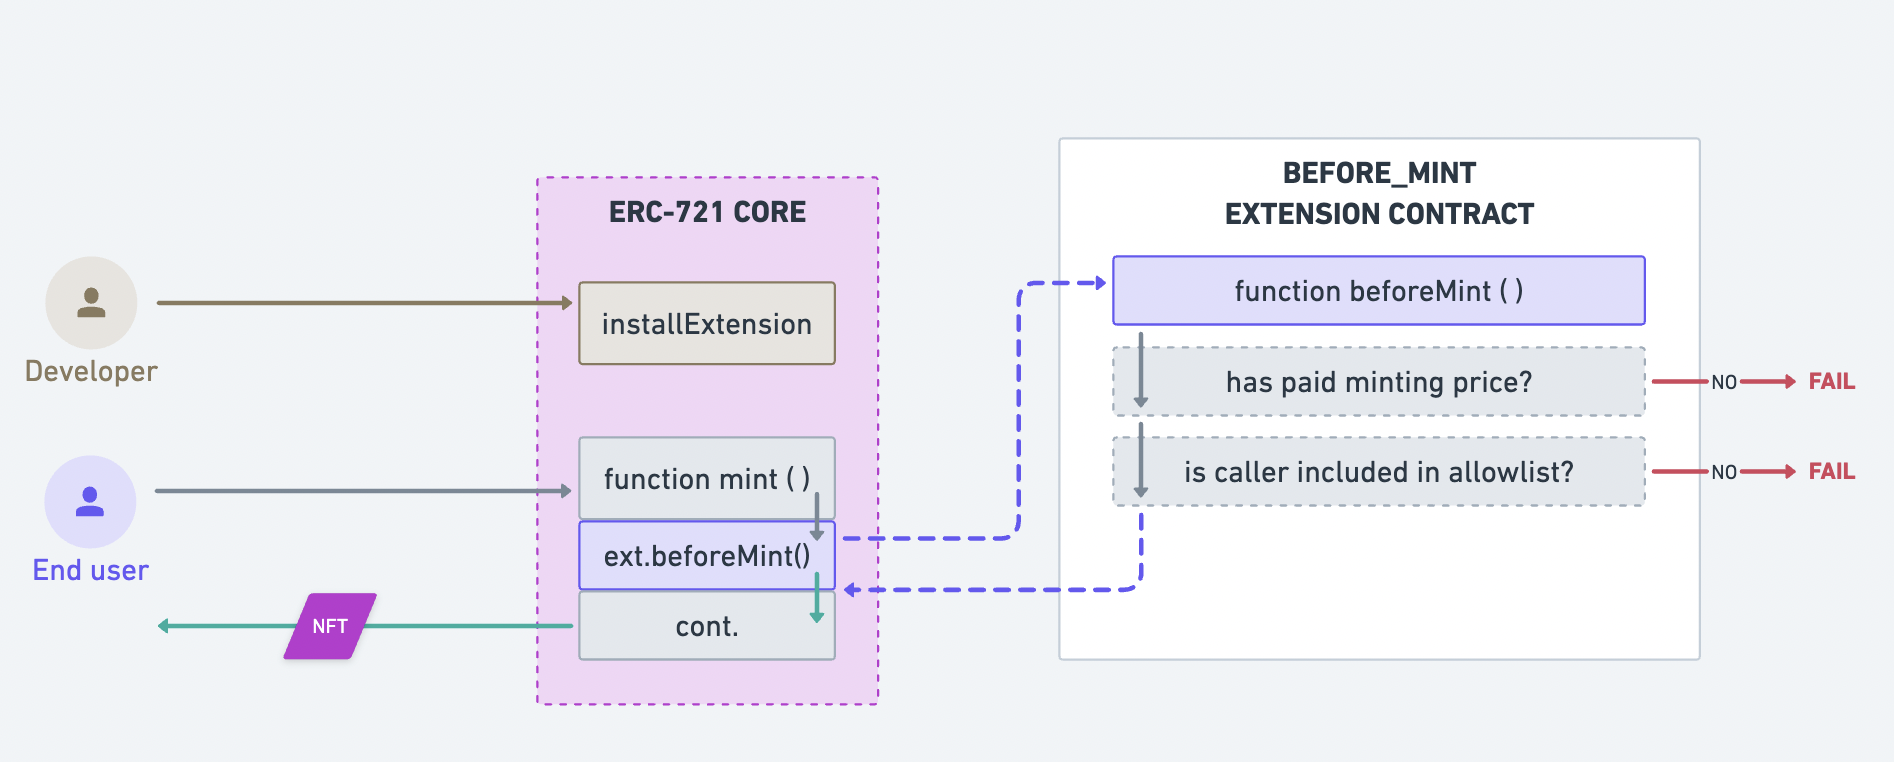 BEFORE_MINT
EXTENSION CONTRACT
ERC-721 CORE
function beforeMint ( )
installExtension
Developer
has paid minting price?
NO
FAIL
function mint ( )
is caller included in allowlist?
NO
FAIL
ext.beforeMint()
End user
NFT
cont.